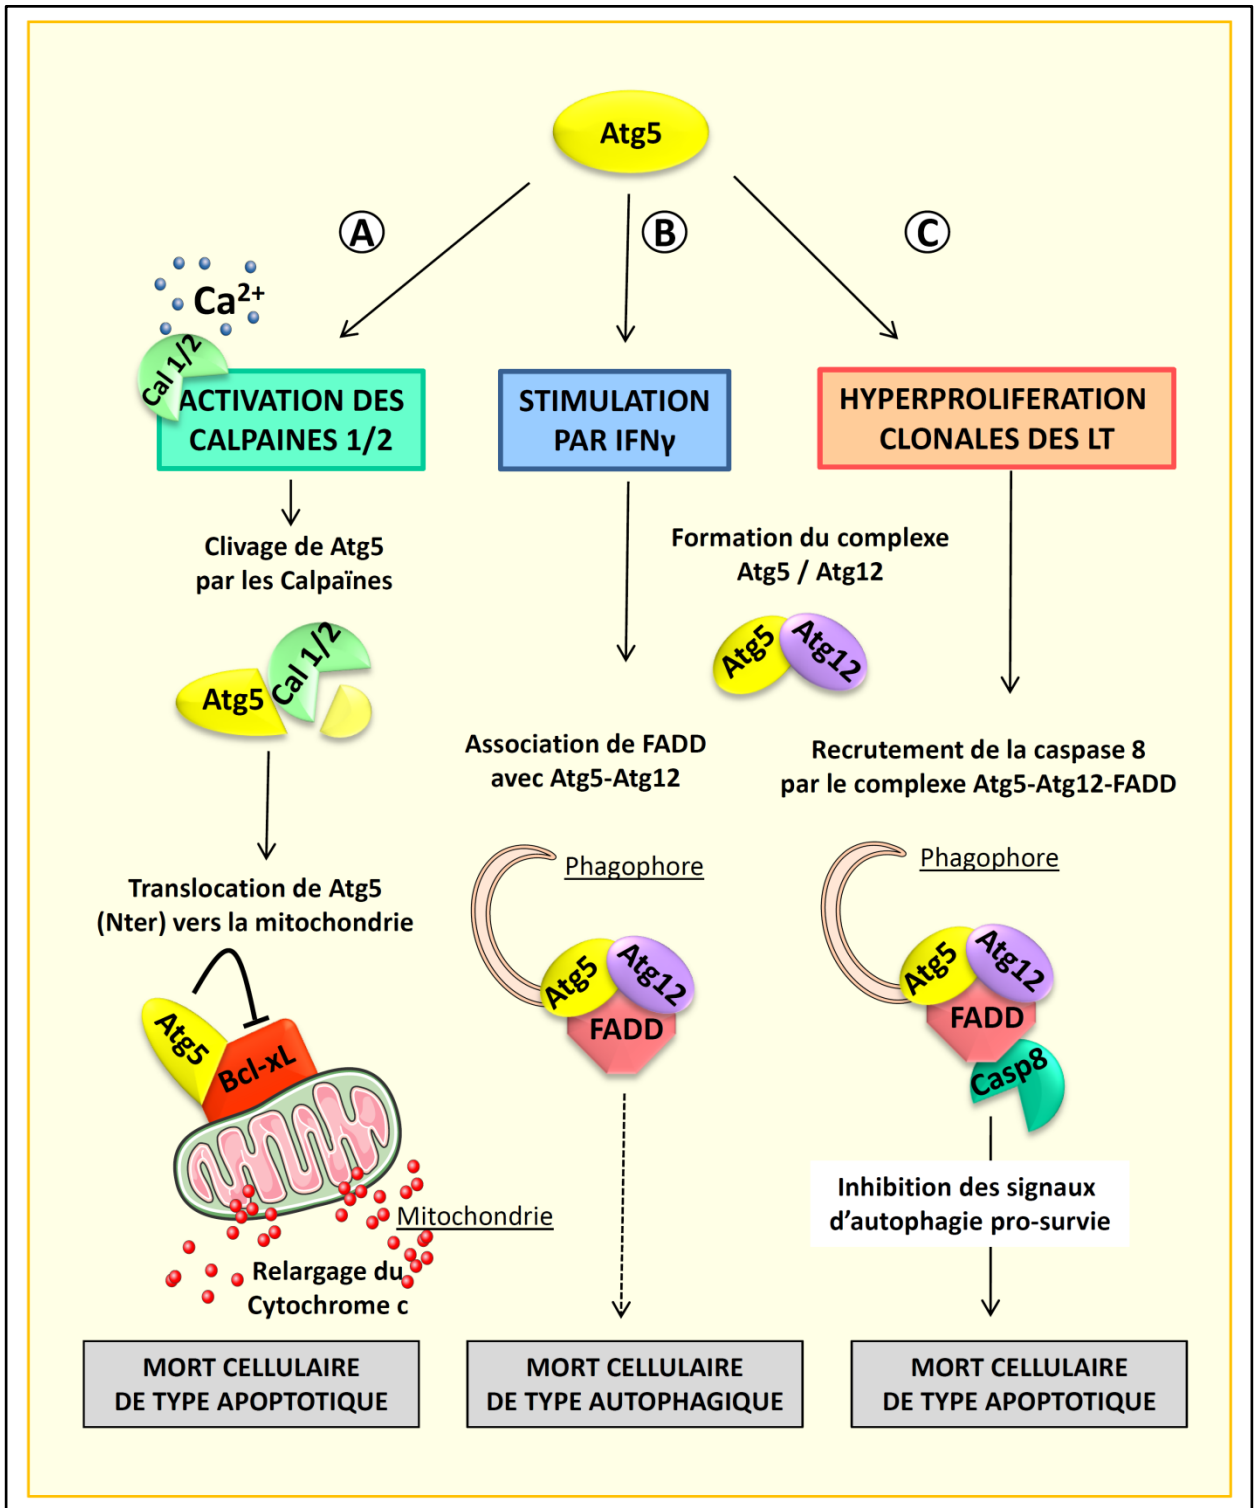 Atg5
A
B
C
Ca2+
Cal 1/2
ACTIVATION DES
CALPAINES 1/2
STIMULATION
PAR IFNγ
HYPERPROLIFERATION
CLONALES DES LT
Clivage de Atg5
par les Calpaïnes
Formation du complexe
Atg5 / Atg12
Atg5
Cal 1/2
Atg5
Atg12
Association de FADD
avec Atg5-Atg12
Recrutement de la caspase 8
par le complexe Atg5-Atg12-FADD
Translocation de Atg5
(Nter) vers la mitochondrie
Phagophore
Phagophore
Atg5
Bcl-xL
Atg5
Atg12
FADD
Atg5
Atg12
FADD
Casp8
Mitochondrie
Relargage du
Cytochrome c
Inhibition des signaux
d’autophagie pro-survie
MORT CELLULAIRE
DE TYPE APOPTOTIQUE
MORT CELLULAIRE
DE TYPE AUTOPHAGIQUE
MORT CELLULAIRE
DE TYPE APOPTOTIQUE